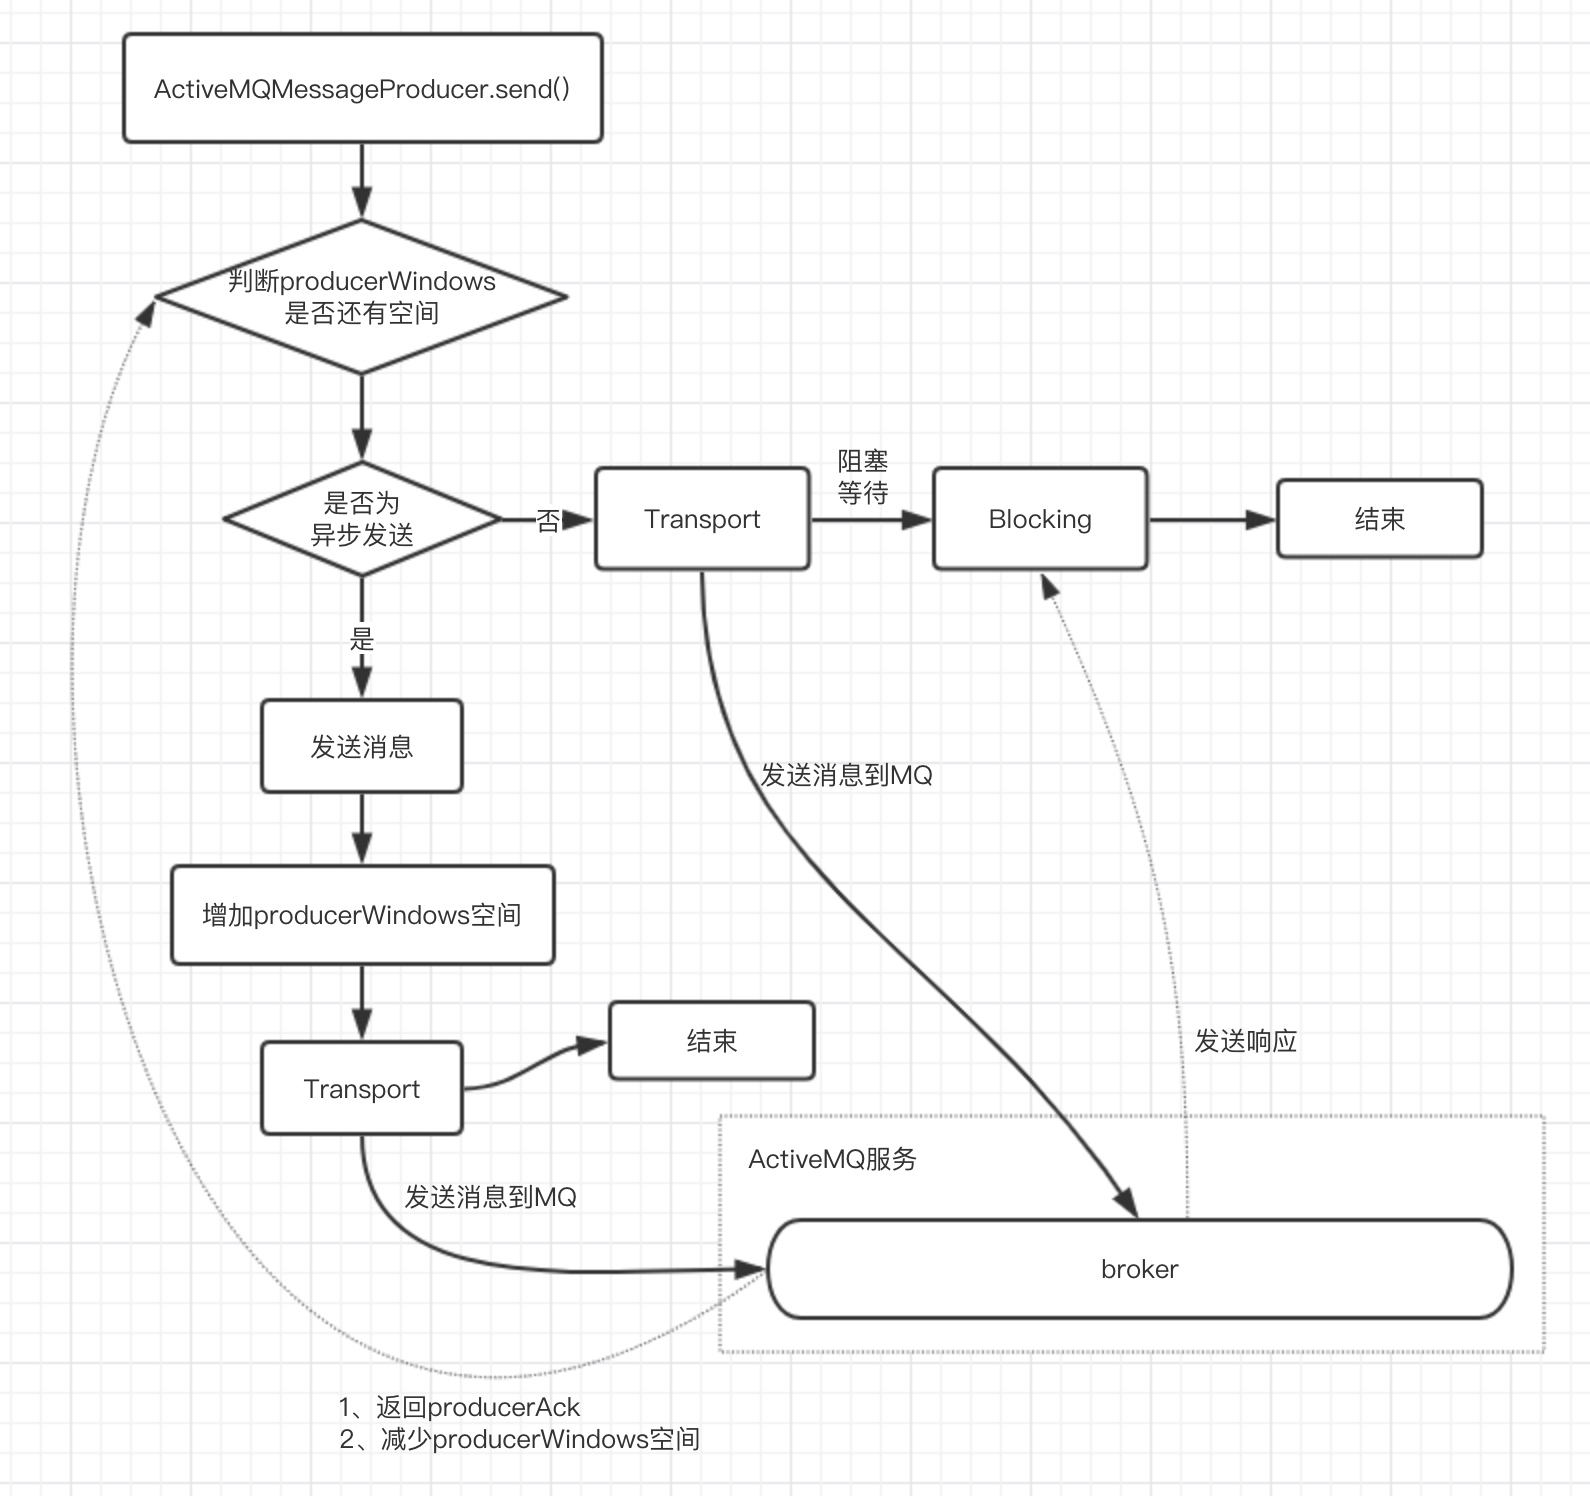 ActiveMQMessageProducer.send()
判断producerWindows
是否还有空间
是否为
异步发送
否
Transport
阻塞
等待
Blocking
结束
是
发送消息
发送消息到MQ
增加producerWindows空间
结束
发送响应
Transport
ActiveMQ服务
发送消息到MQ
broker
1、返回producerAck
2、减少producerWindows空间